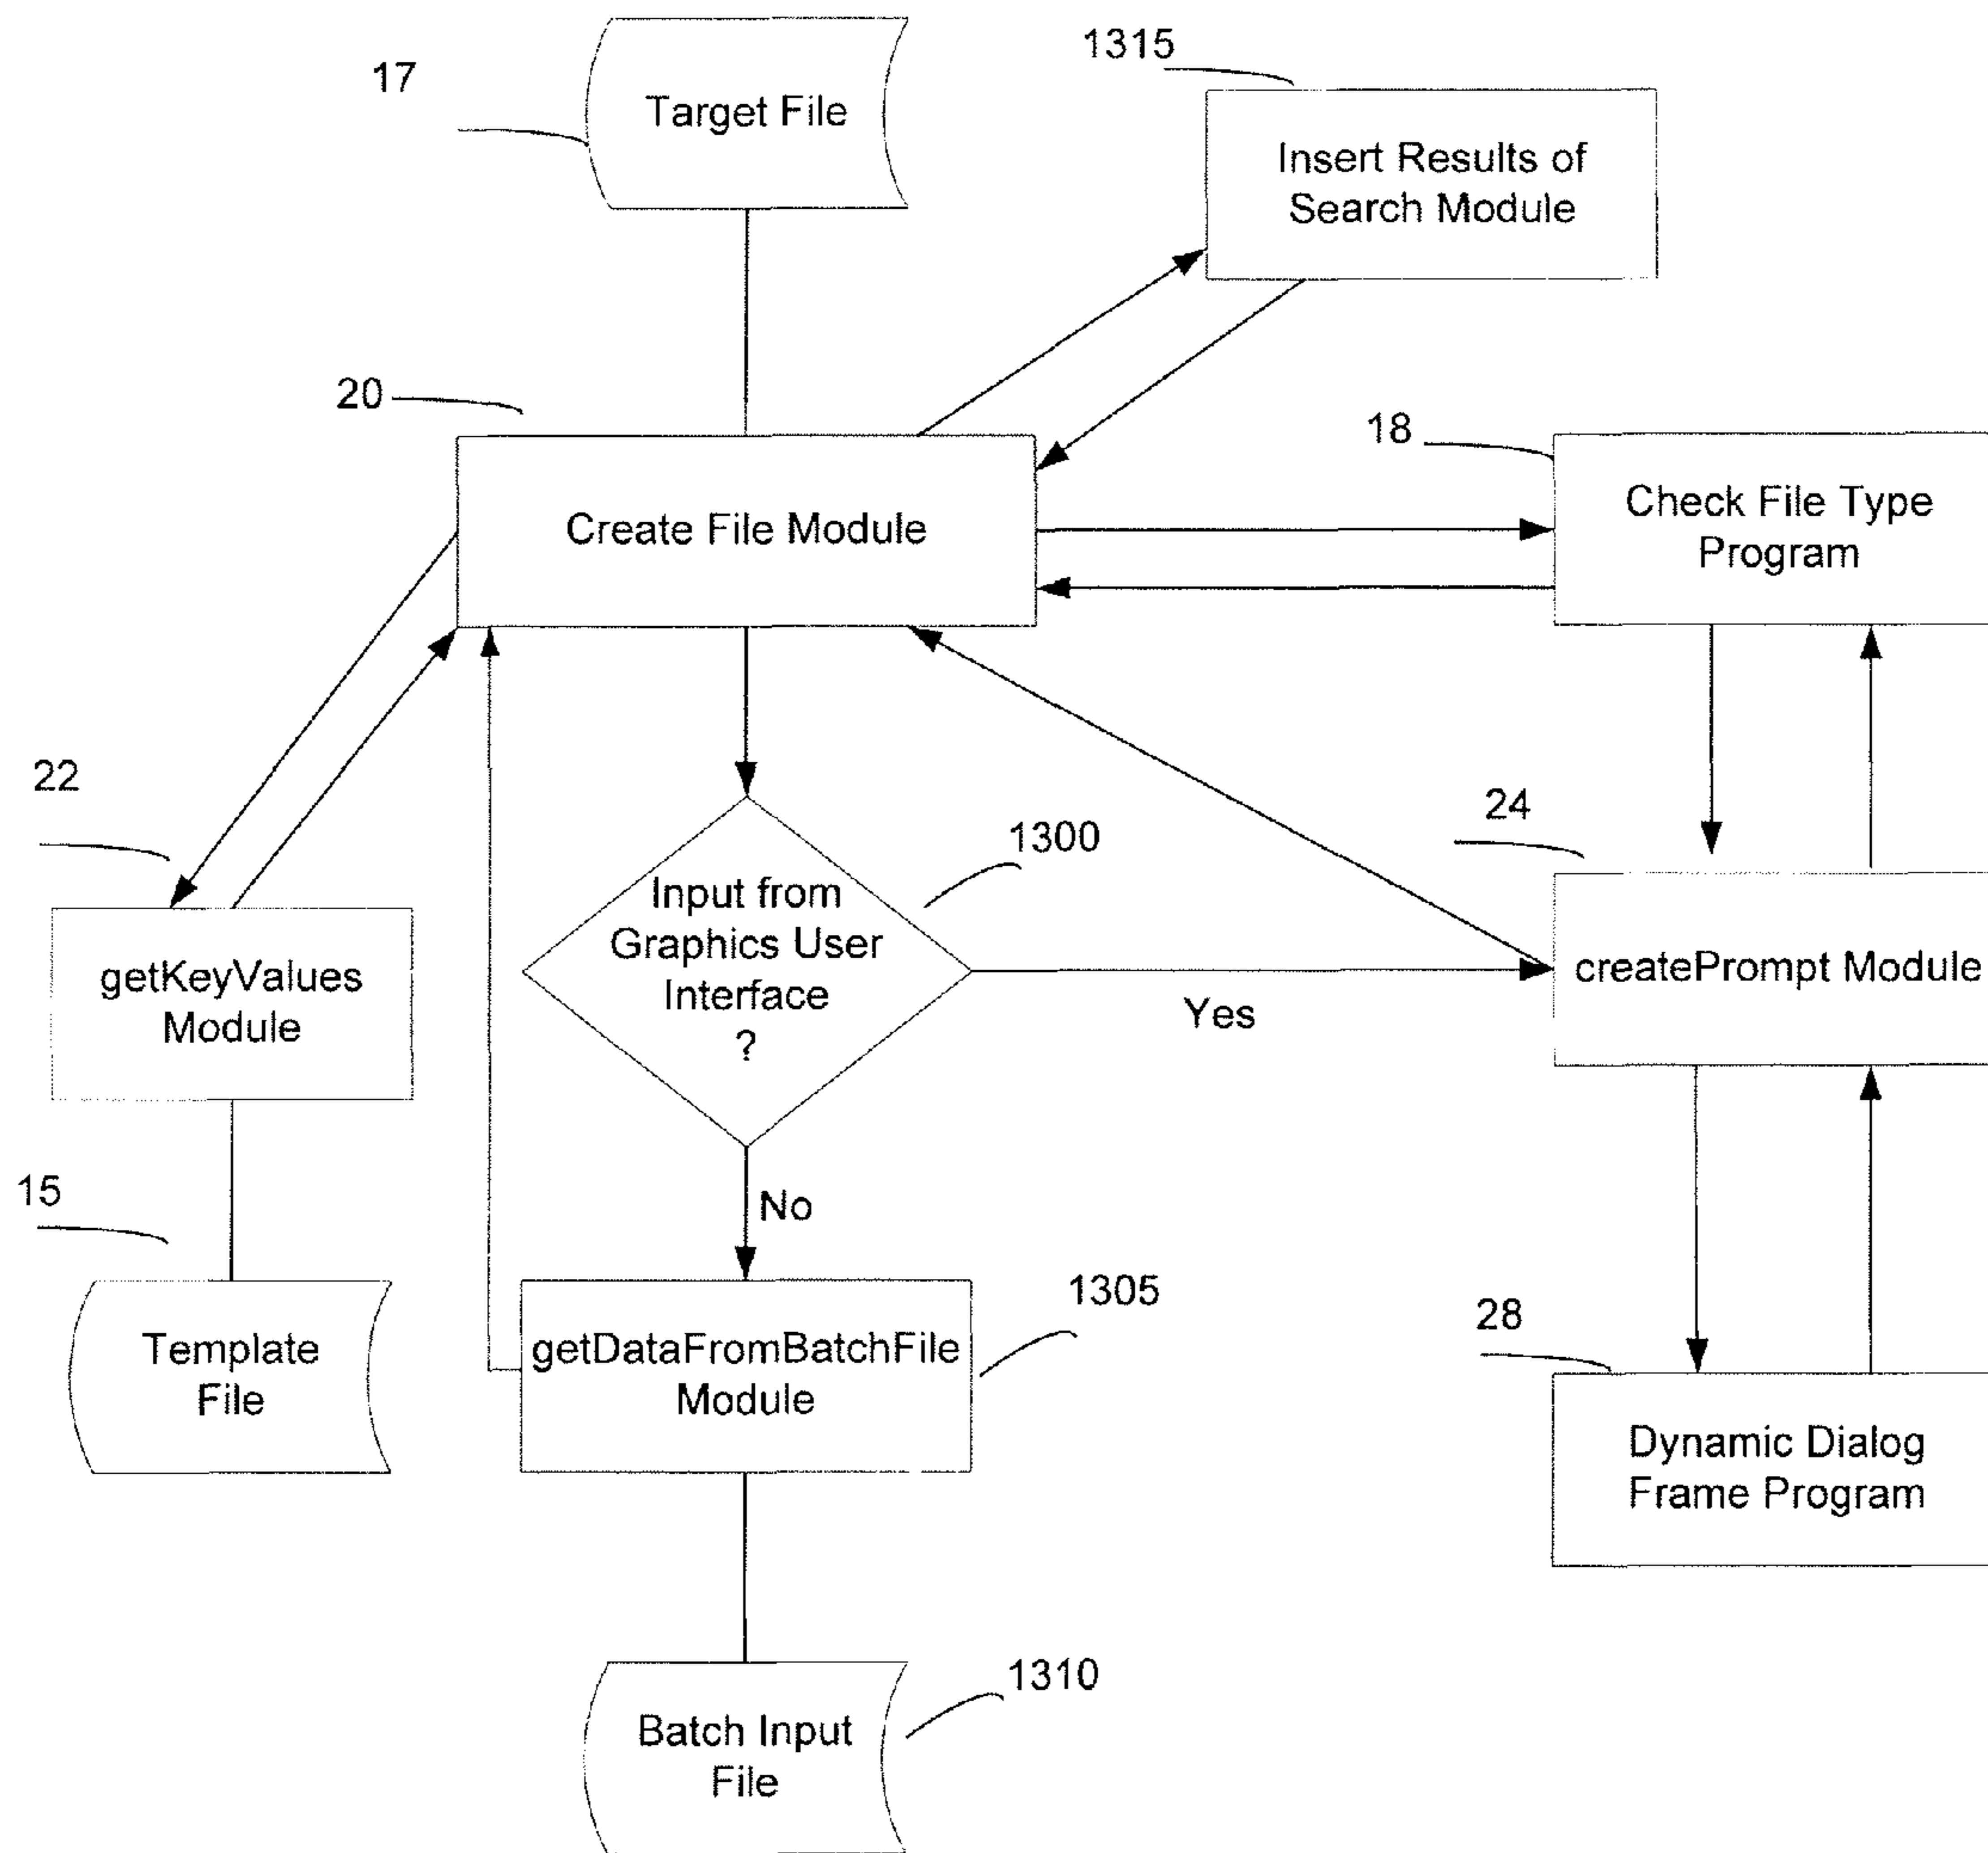 17
Target File
1315
Insert Results of
Search Module
20
Create File Module
18
Check File Type
Program
22
getKeyValues
Module
1300
Input from
Graphics User
Interface
?
Yes
24
createPrompt Module
No
15
Template
File
1305
getDataFromBatchFile
Module
28
Dynamic Dialog
Frame Program
1310
Batch Input
File